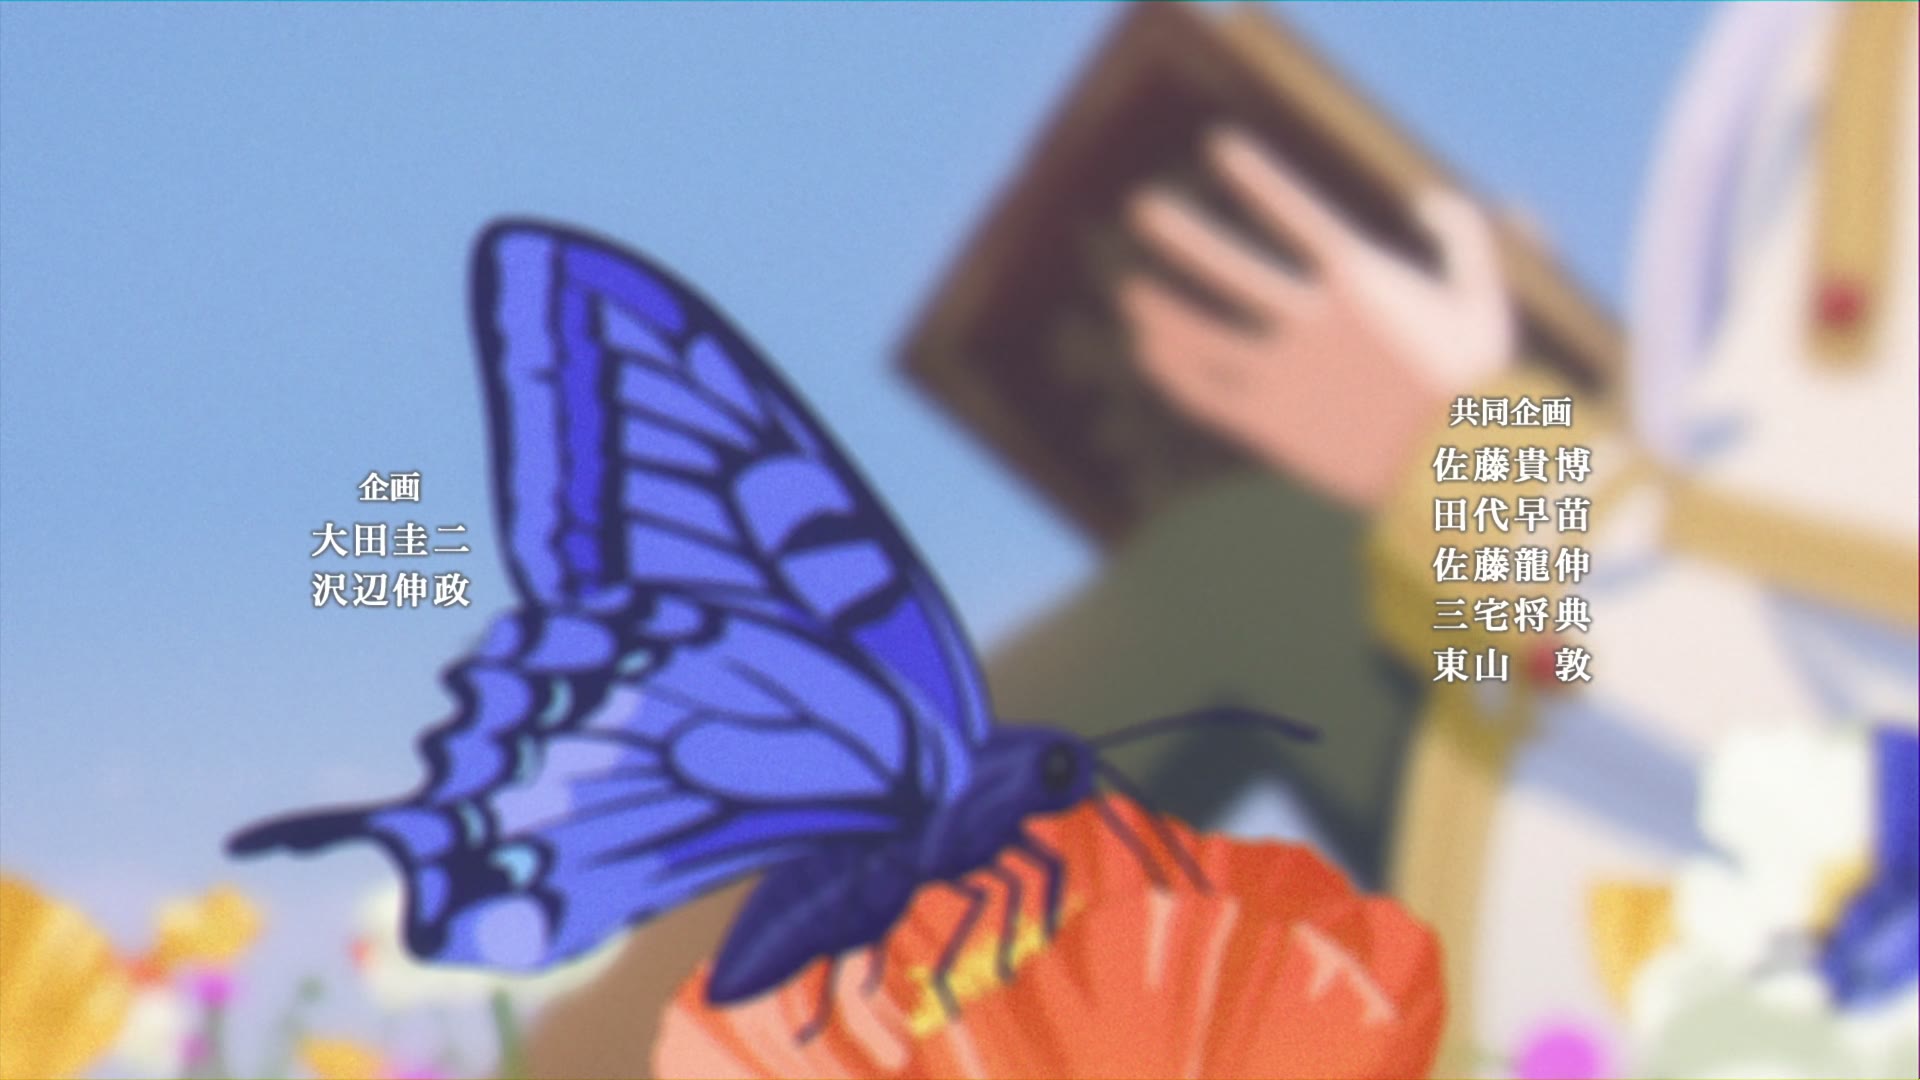 企画
大田圭二
沢辺伸政
共同企画
佐藤貴博
田代早苗
佐藤龍伸
三宅将典
東山　敦